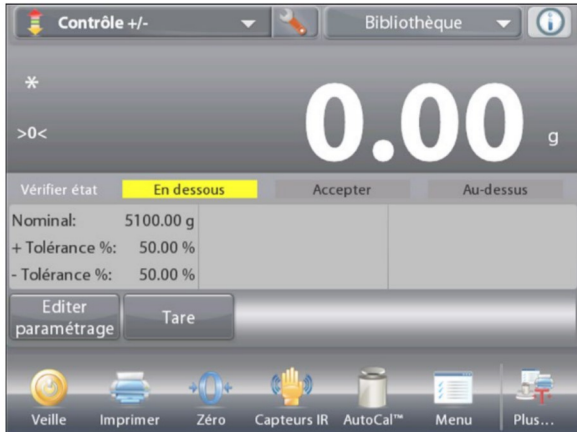 Contrôle +/-
Bibliothèque
*
>0<
0.00 g
Vérifier état
En dessous
Accepter
Au-dessus
Nominal: 5100.00 g
+ Tolérance %: 50.00 %
- Tolérance %: 50.00 %
Editer
paramétrage
Tare
Veille
Imprimer
Zéro
Capteurs IR
AutoCal™
Menu
Plus...